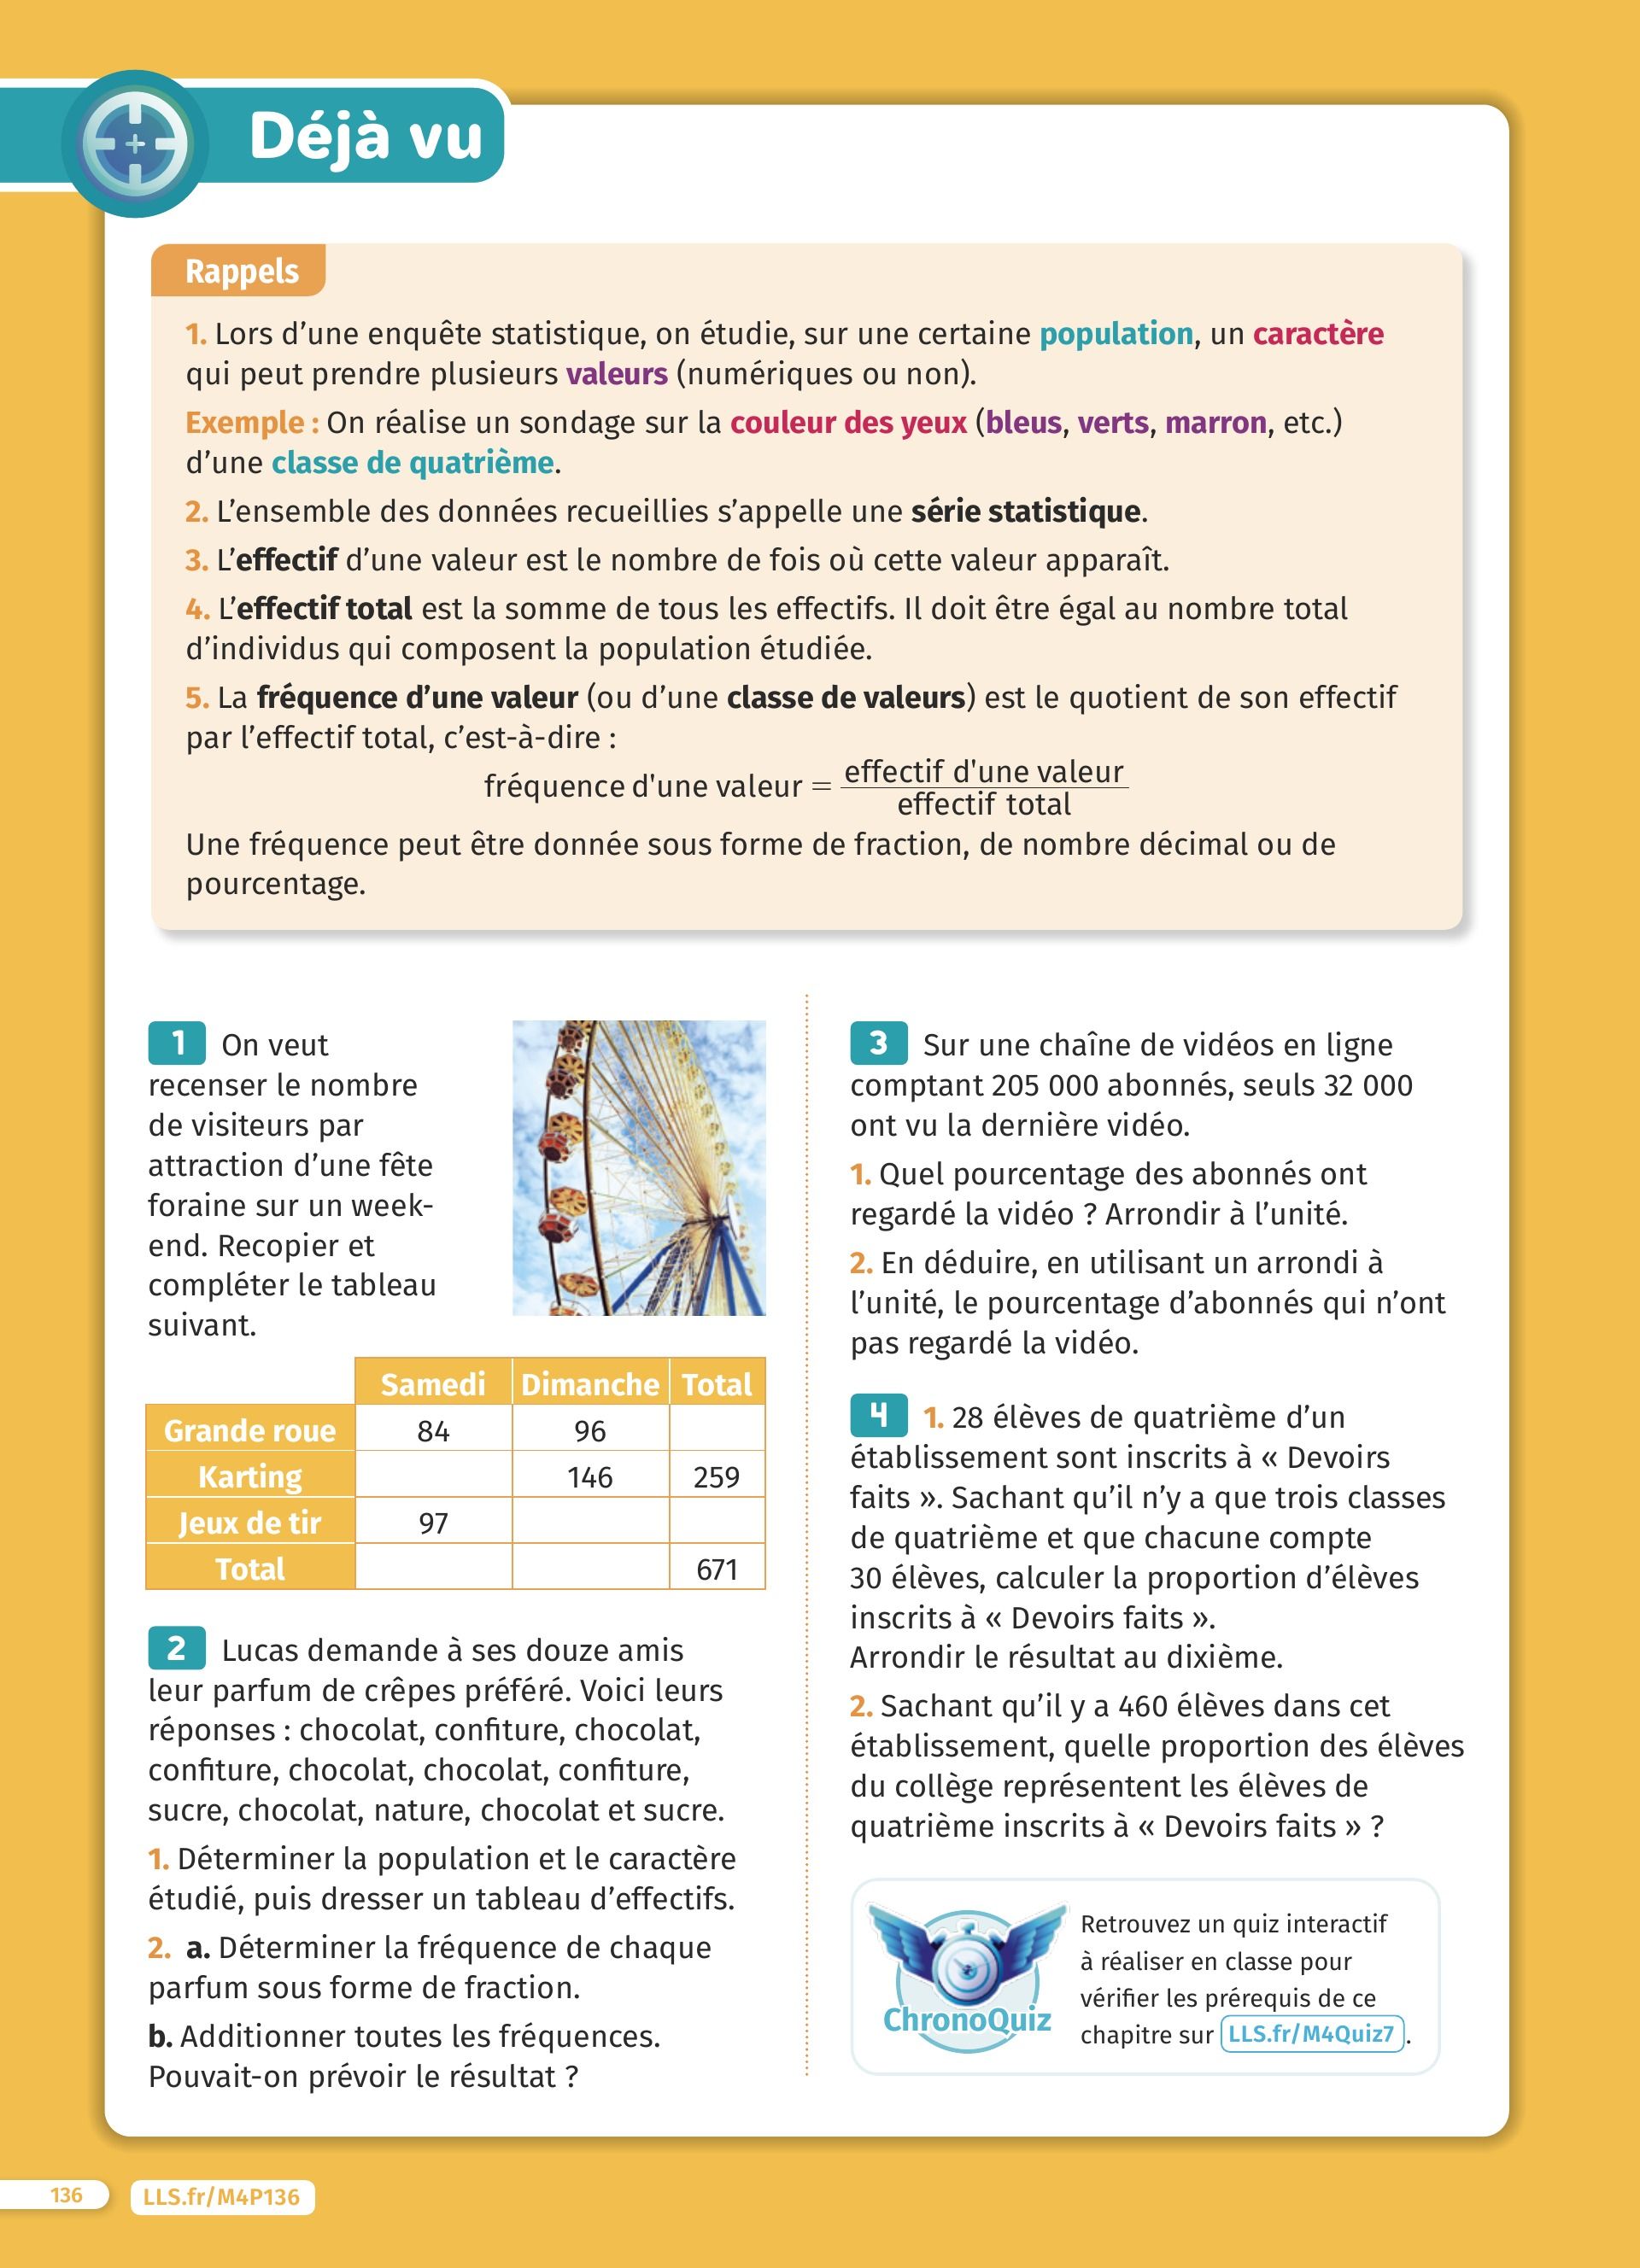 Déjà vu
Rappels
1. Lors d’une enquête statistique, on étudie, sur une certaine population, un caractère
qui peut prendre plusieurs valeurs (numériques ou non).
Exemple : On réalise un sondage sur la couleur des yeux (bleus, verts, marron, etc.)
d’une classe de quatrième.
2. L’ensemble des données recueillies s’appelle une série statistique.
3. L’effectif d’une valeur est le nombre de fois où cette valeur apparaît.
4. L’effectif total est la somme de tous les effectifs. Il doit être égal au nombre total
d’individus qui composent la population étudiée.
5. La fréquence d’une valeur (ou d’une classe de valeurs) est le quotient de son effectif
par l’effectif total, c’est-à-dire :
fréquence d'une valeur = effectif d'une valeur
effectif total
Une fréquence peut être donnée sous forme de fraction, de nombre décimal ou de
pourcentage.
1 On veut
recenser le nombre
de visiteurs par
attraction d’une fête
foraine sur un week-
end. Recopier et
compléter le tableau
suivant.
Samedi Dimanche Total
Grande roue 84 96
Karting 146 259
Jeux de tir 97
Total 671
2 Lucas demande à ses douze amis
leur parfum de crêpes préféré. Voici leurs
réponses : chocolat, confiture, chocolat,
confiture, chocolat, chocolat, confiture,
sucre, chocolat, nature, chocolat et sucre.
1. Déterminer la population et le caractère
étudié, puis dresser un tableau d’effectifs.
2. a. Déterminer la fréquence de chaque
parfum sous forme de fraction.
b. Additionner toutes les fréquences.
Pouvait-on prévoir le résultat ?
3 Sur une chaîne de vidéos en ligne
comptant 205 000 abonnés, seuls 32 000
ont vu la dernière vidéo.
1. Quel pourcentage des abonnés ont
regardé la vidéo ? Arrondir à l’unité.
2. En déduire, en utilisant un arrondi à
l’unité, le pourcentage d’abonnés qui n’ont
pas regardé la vidéo.
4 1. 28 élèves de quatrième d’un
établissement sont inscrits à « Devoirs
faits ». Sachant qu’il n’y a que trois classes
de quatrième et que chacune compte
30 élèves, calculer la proportion d’élèves
inscrits à « Devoirs faits ».
Arrondir le résultat au dixième.
2. Sachant qu’il y a 460 élèves dans cet
établissement, quelle proportion des élèves
du collège représentent les élèves de
quatrième inscrits à « Devoirs faits » ?
ChronoQuiz
Retrouvez un quiz interactif
à réaliser en classe pour
vérifier les prérequis de ce
chapitre sur LLS.fr/M4Quiz7.
136
LLS.fr/M4P136